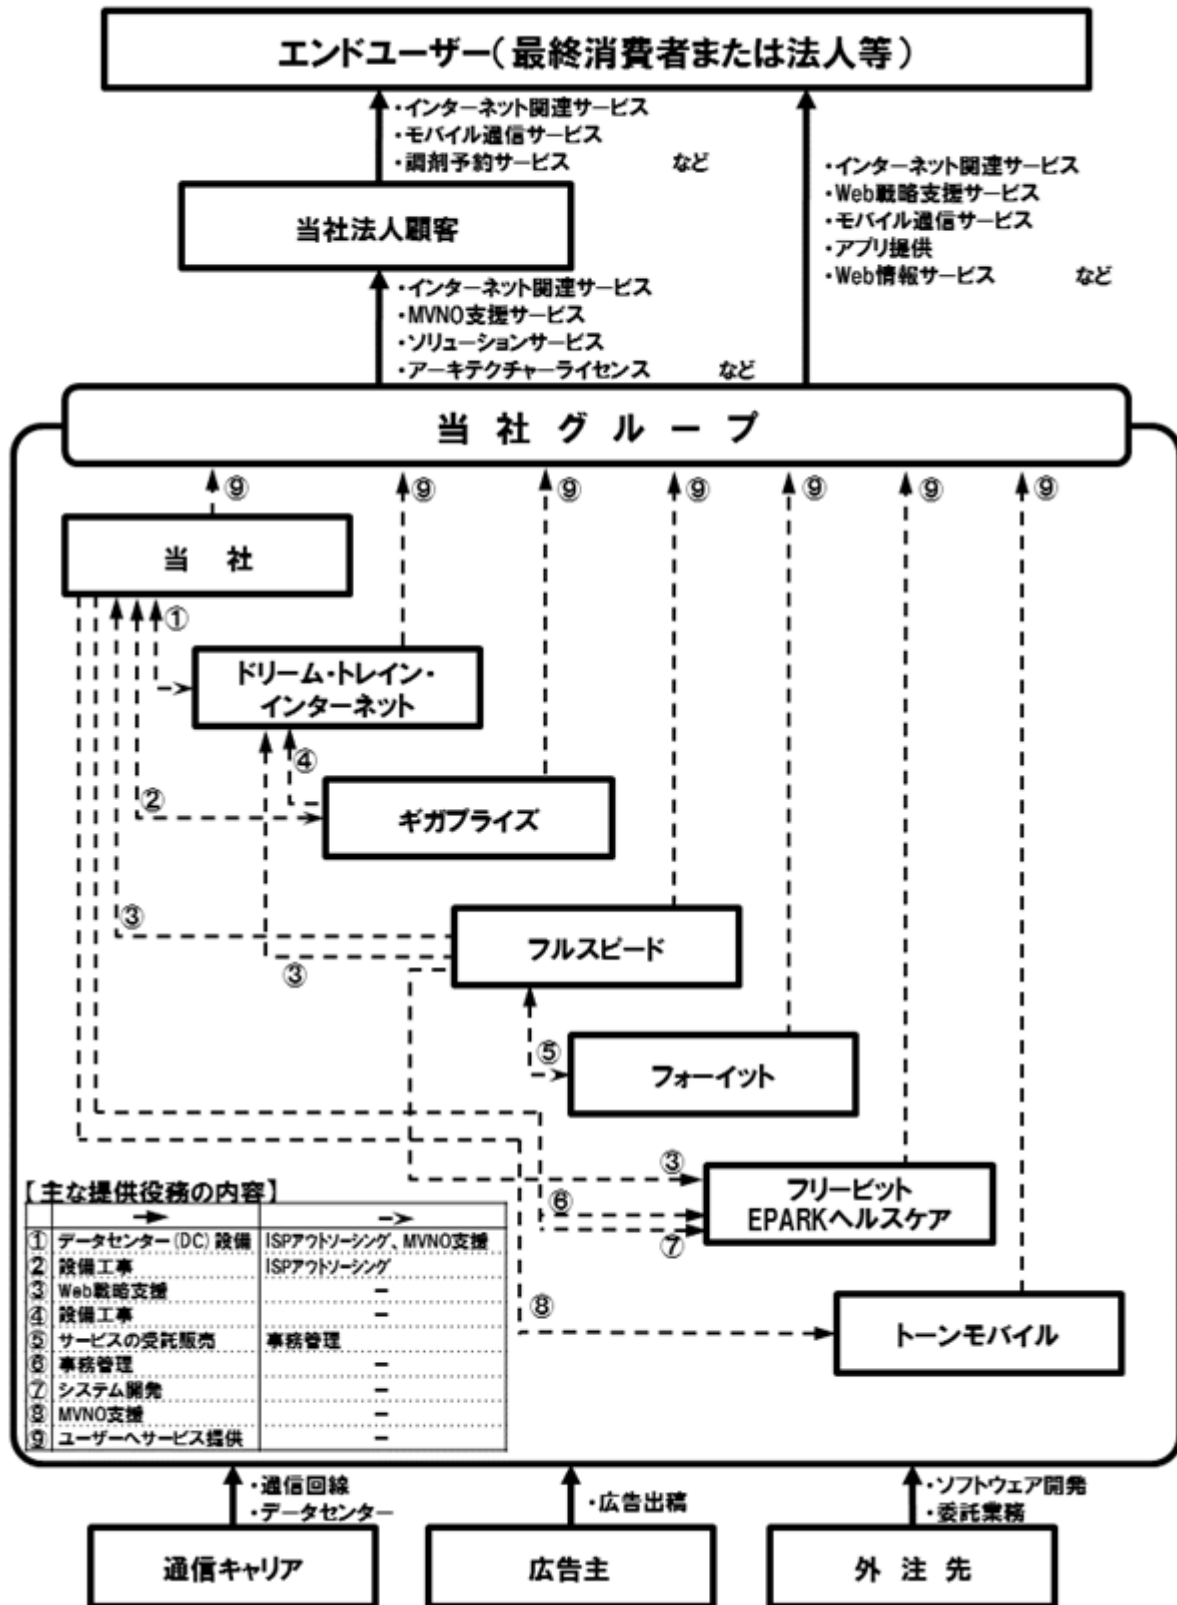 エンドユーザー(最終消費者または法人等)
・インターネット関連サービス
・モバイル通信サービス
・調剤予約サービス など
・インターネット関連サービス
・Web戦略支援サービス
・モバイル通信サービス
・アプリ提供
・Web情報サービス など
当社法人顧客
・インターネット関連サービス
・MVNO支援サービス
・ソリューションサービス
・アーキテクチャーライセンス など
当社グループ
⑨ ⑨ ⑨ ⑨ ⑨ ⑨ ⑨
当 社
①
ドリーム・トレイン・
インターネット
④
②
ギガプライズ
③
フルスピード
③
⑤
フォーイット
③
フリービット
EPARKヘルスケア
⑥
⑦
⑧
トーンモバイル
【主な提供役務の内容】
① データセンター(DC)設備 ISPアウトソーシング、MVNO支援
② 設備工事 ISPアウトソーシング
③ Web戦略支援 −
④ 設備工事 −
⑤ サービスの受託販売 事務管理
⑥ 事務管理 −
⑦ システム開発 −
⑧ MVNO支援 −
⑨ ユーザーへサービス提供 −
・通信回線
・データセンター
・広告出稿
・ソフトウェア開発
・委託業務
通信キャリア
広告主
外 注 先